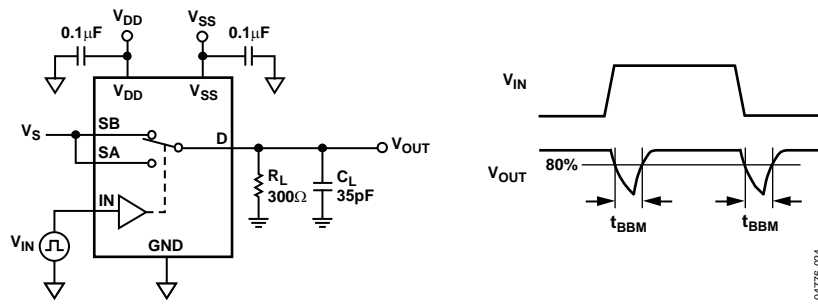 VDD
VSS
0.1µF
0.1µF
VDD
VSS
VS
SB
D
VOUT
SA
RL
300Ω
CL
35pF
IN
VIN
GND
VIN
VOUT
80%
tBBM
tBBM
04776-024